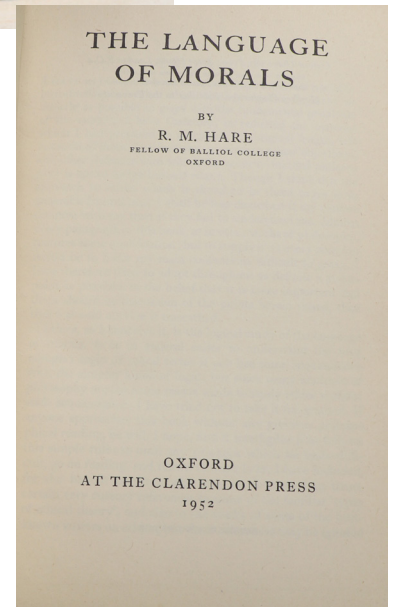 THE LANGUAGE
OF MORALS
BY
R. M. HARE
FELLOW OF BALLIOL COLLEGE
OXFORD
OXFORD
AT THE CLARENDON PRESS
1952